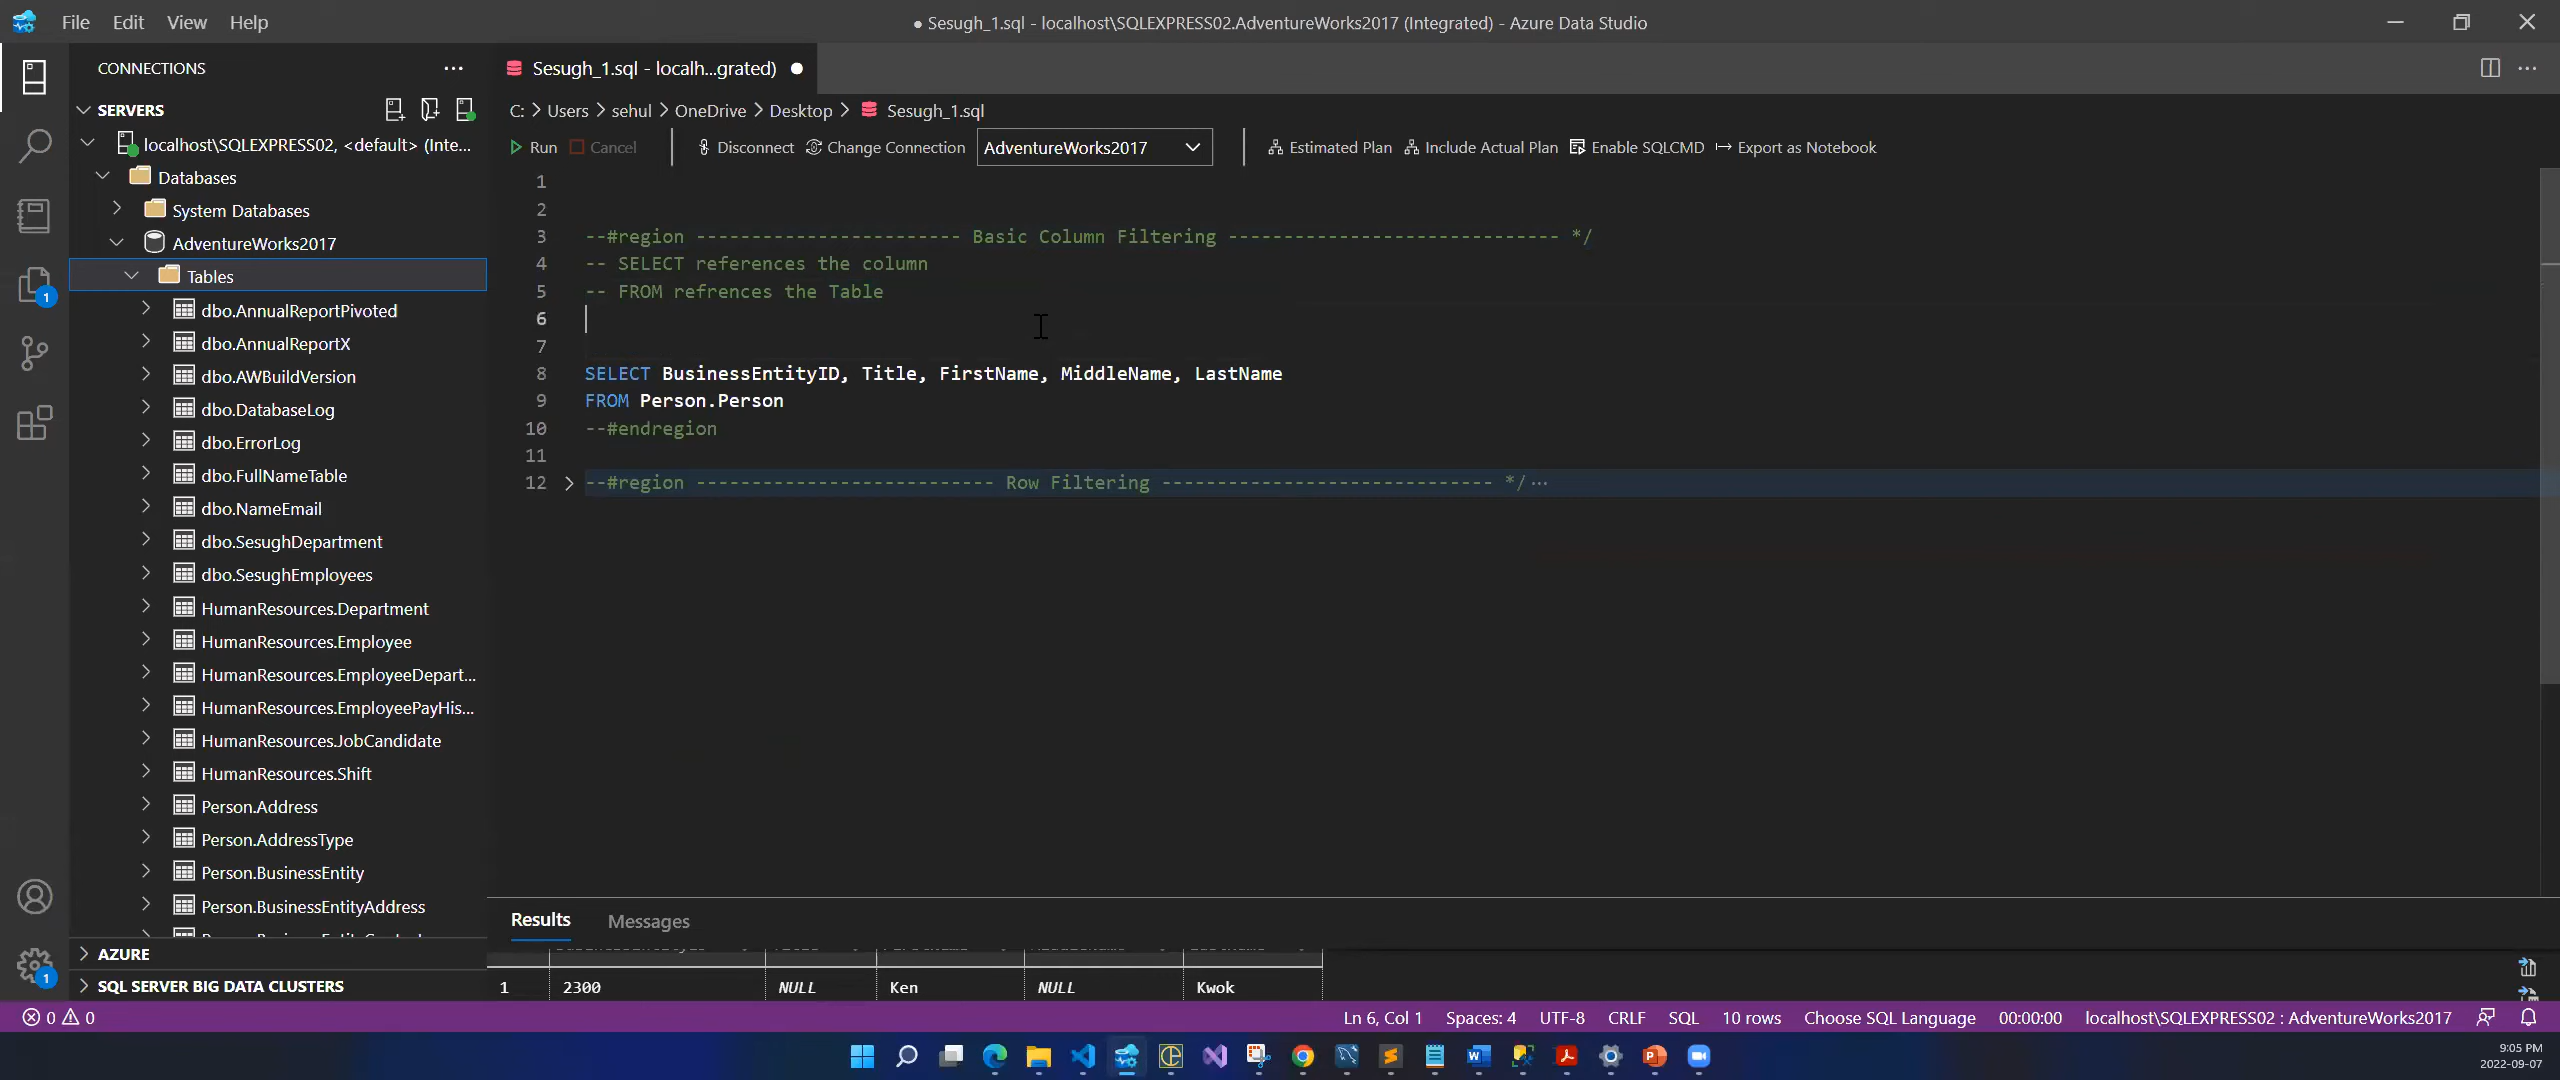 File Edit View Help
● Sesugh_1.sql - localhost\SQLEXPRESS02.AdventureWorks2017 (Integrated) - Azure Data Studio
CONNECTIONS
SERVERS
localhost\SQLEXPRESS02, <default> (Inte...
Databases
System Databases
AdventureWorks2017
Tables
dbo.AnnualReportPivoted
dbo.AnnualReportX
dbo.AWBuildVersion
dbo.DatabaseLog
dbo.ErrorLog
dbo.FullNameTable
dbo.NameEmail
dbo.SesughDepartment
dbo.SesughEmployees
HumanResources.Department
HumanResources.Employee
HumanResources.EmployeeDepart...
HumanResources.EmployeePayHis...
HumanResources.JobCandidate
HumanResources.Shift
Person.Address
Person.AddressType
Person.BusinessEntity
Person.BusinessEntityAddress
AZURE
SQL SERVER BIG DATA CLUSTERS
1
1
Sesugh_1.sql - localh...grated) ●
C: > Users > sehul > OneDrive > Desktop > Sesugh_1.sql
Run Cancel Disconnect Change Connection AdventureWorks2017 Estimated Plan Include Actual Plan Enable SQLCMD Export as Notebook
1
2
3 --#region ------------------------ Basic Column Filtering ------------------------------ */
4 -- SELECT references the column
5 -- FROM refrences the Table
6
7
8 SELECT BusinessEntityID, Title, FirstName, MiddleName, LastName
9 FROM Person.Person
10 --#endregion
11
12 --#region --------------------------- Row Filtering ------------------------------ */...
Results Messages
1 2300 NULL Ken NULL Kwok
0 0 Ln 6, Col 1 Spaces: 4 UTF-8 CRLF SQL 10 rows Choose SQL Language 00:00:00 localhost\SQLEXPRESS02 : AdventureWorks2017
9:05 PM
2022-09-07